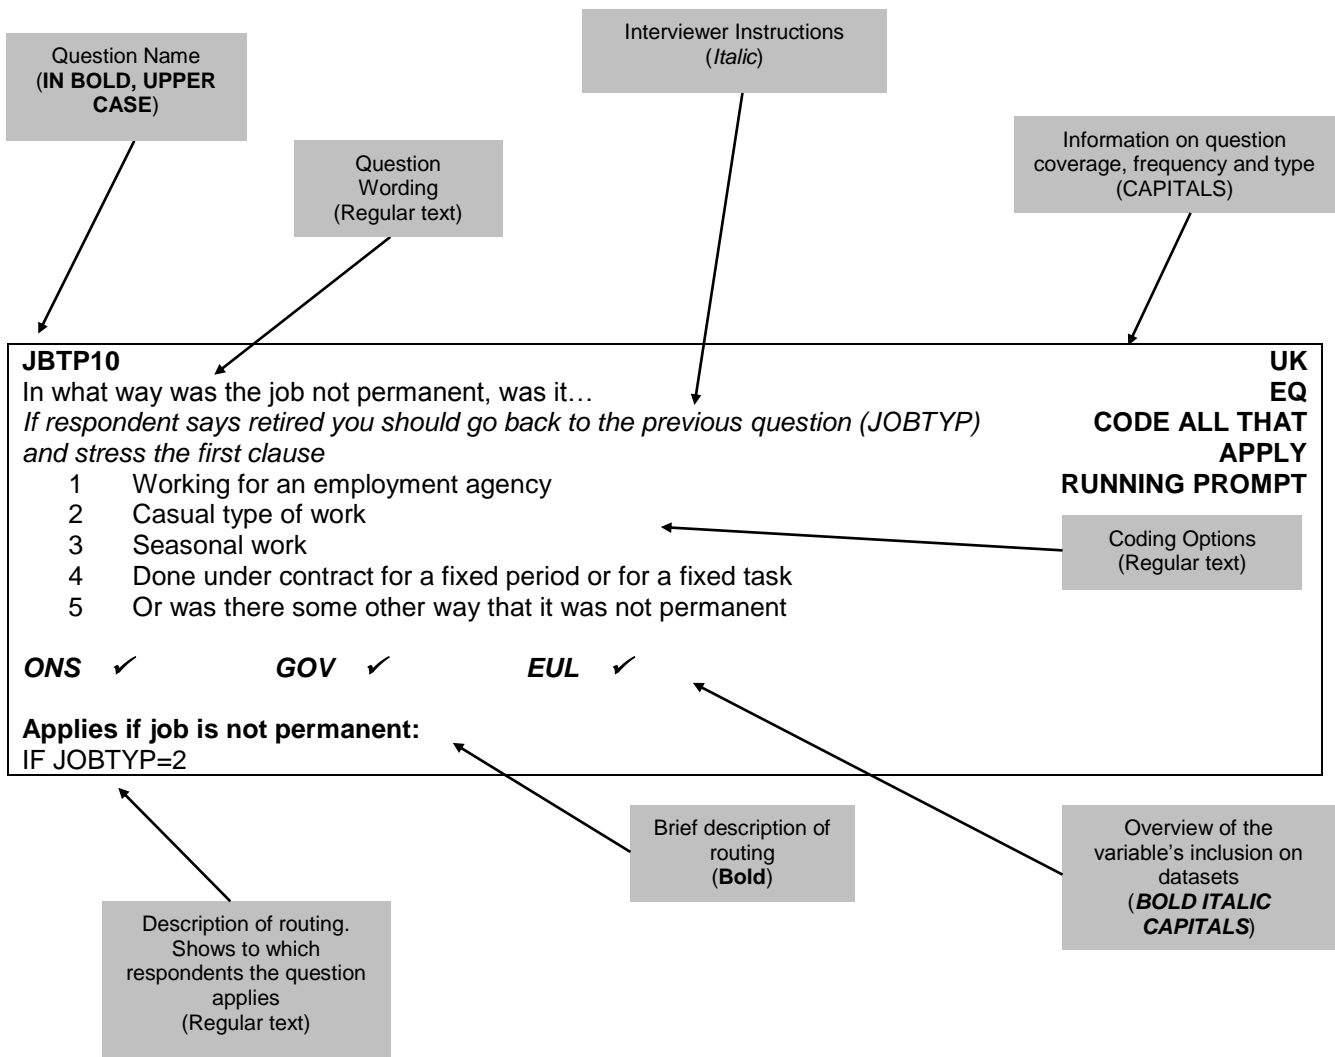 Question Name
(IN BOLD, UPPER
CASE)
Interviewer Instructions
(Italic)
Question
Wording
(Regular text)
Information on question
coverage, frequency and type
(CAPITALS)
JBTP10
UK
In what way was the job not permanent, was it…
EQ
If respondent says retired you should go back to the previous question (JOBTYP)
CODE ALL THAT
and stress the first clause
APPLY
1 Working for an employment agency
RUNNING PROMPT
2 Casual type of work
3 Seasonal work
4 Done under contract for a fixed period or for a fixed task
5 Or was there some other way that it was not permanent
Coding Options
(Regular text)
ONS ✓ GOV ✓ EUL ✓
Applies if job is not permanent:
IF JOBTYP=2
Brief description of
routing
(Bold)
Overview of the
variable's inclusion on
datasets
(BOLD ITALIC
CAPITALS)
Description of routing.
Shows to which
respondents the question
applies
(Regular text)